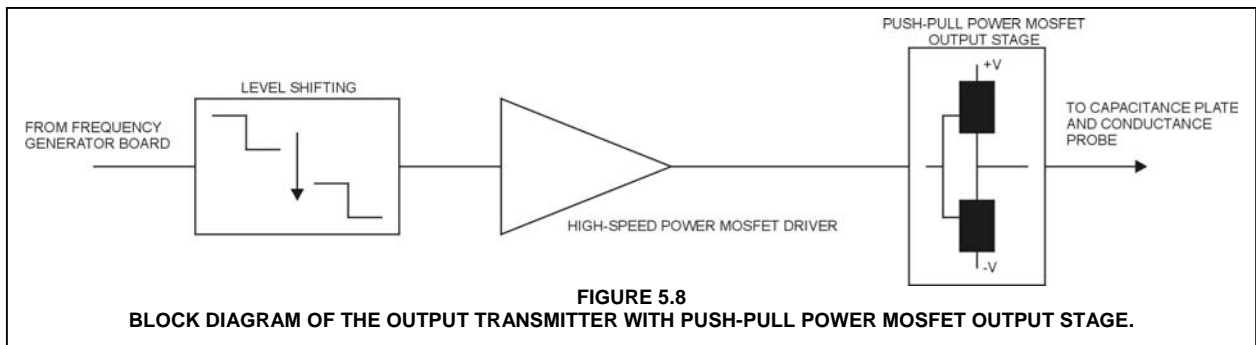 PUSH-PULL POWER MOSFET
OUTPUT STAGE
+V
LEVEL SHIFTING
TO CAPACITANCE PLATE
AND CONDUCTANCE
PROBE
FROM FREQUENCY
GENERATOR BOARD
HIGH-SPEED POWER MOSFET DRIVER
-V
FIGURE 5.8
BLOCK DIAGRAM OF THE OUTPUT TRANSMITTER WITH PUSH-PULL POWER MOSFET OUTPUT STAGE.